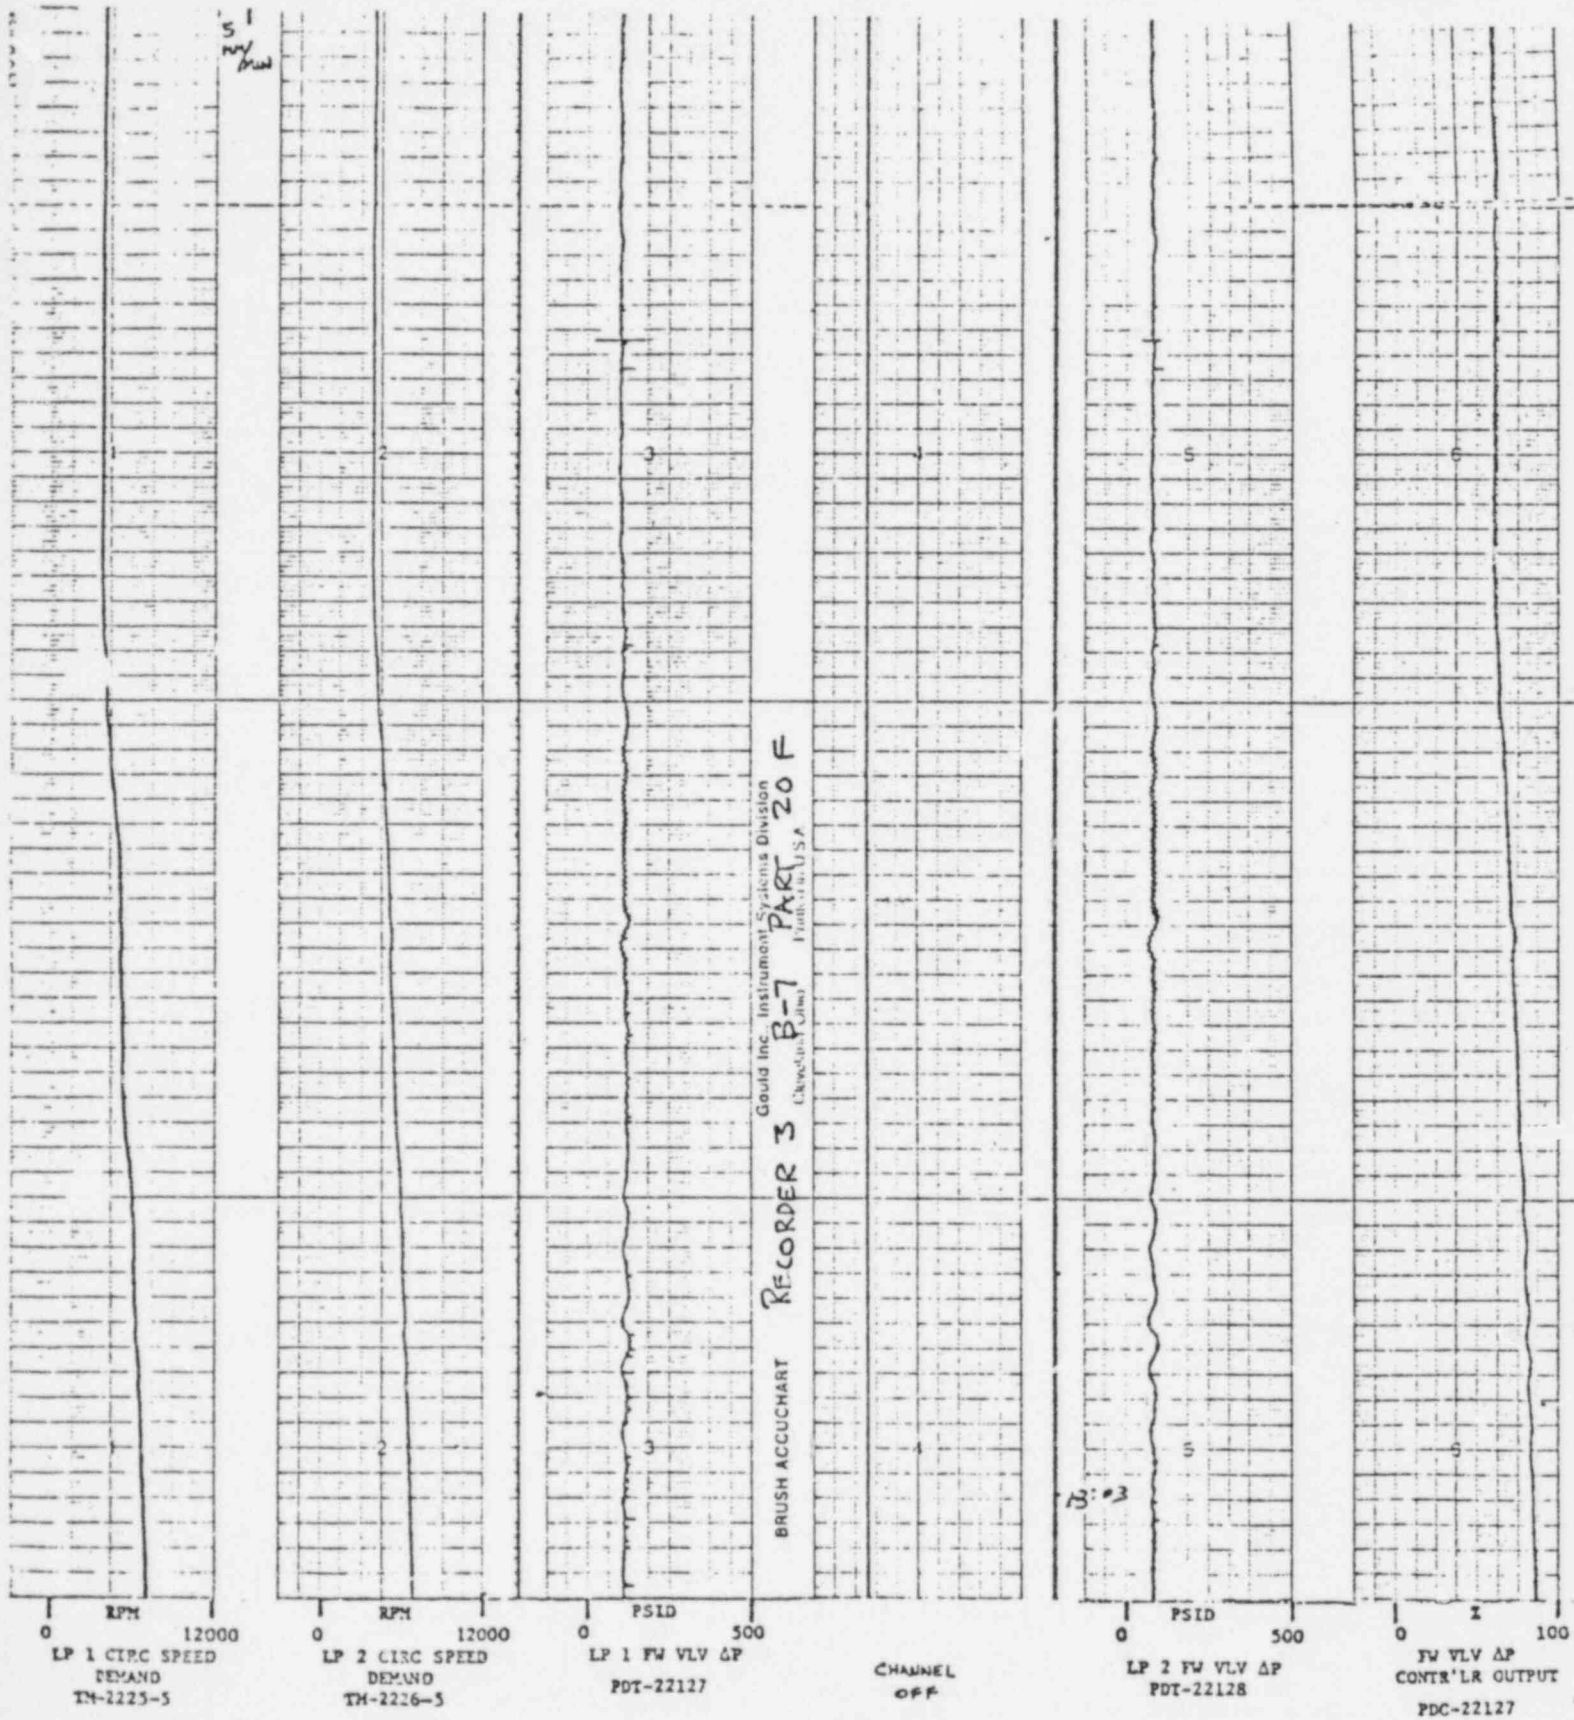 5
MM/MIN
1
2
3
4
5
6
Gould Inc., Instrument Systems Division
Cleveland, Ohio Printed in USA
BRUSH ACCUCHART
RECORDER 3 B-7 PART 20 F
1
2
3
4
5
6
13:03
RPM
0 12000
LP 1 CIRC SPEED
DEMAND
TM-2225-5
RPM
0 12000
LP 2 CIRC SPEED
DEMAND
TM-2226-5
PSID
0 500
LP 1 FW VLV ΔP
PDT-22127
CHANNEL
OFF
PSID
0 500
LP 2 FW VLV ΔP
PDT-22128
%
0 100
FW VLV ΔP
CONTR'LR OUTPUT
PDC-22127